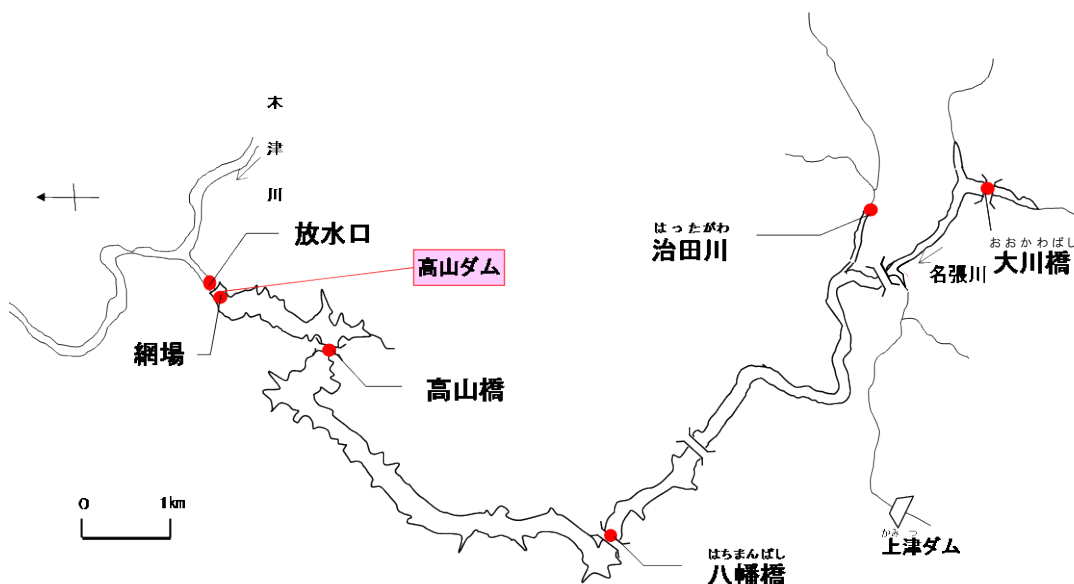 木
津
川
放水口
高山ダム
網場
高山橋
はったがわ
治田川
おおかわばし
大川橋
名張川
0 1km
はちまんばし
八幡橋
かみつ
上津ダム